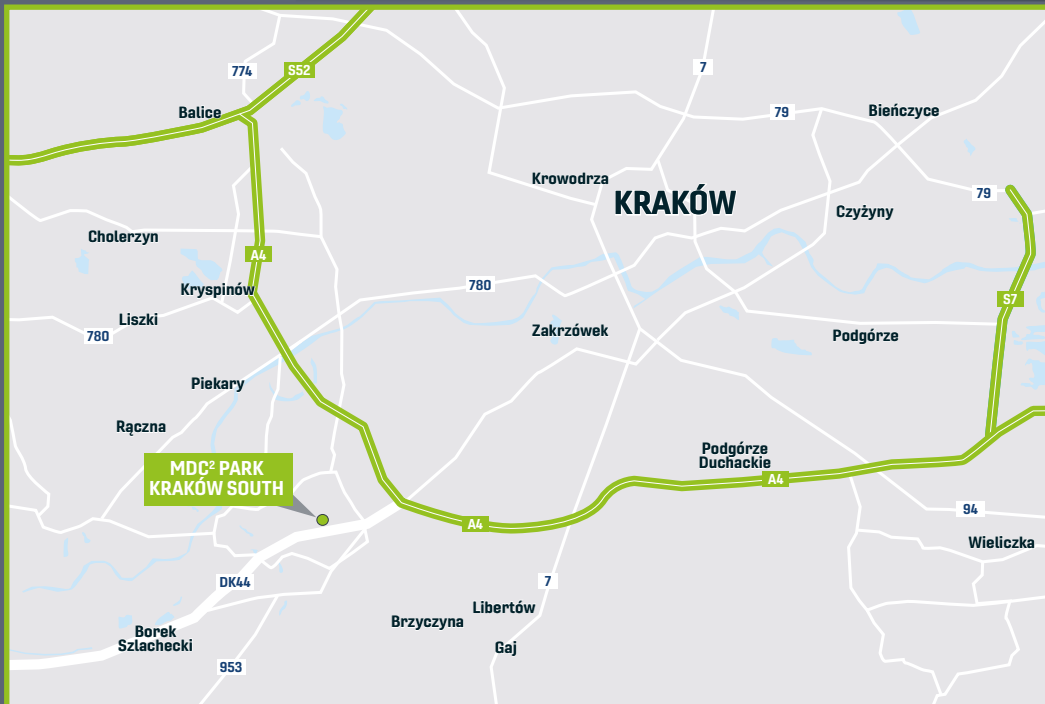 7
774
S52
79
Balice
Bieńczyce
Krowodrza
79
KRAKÓW
Czyżyny
Cholerzyn
A4
780
Kryspinów
S7
Liszki
780
Zakrzówek
Podgórze
Piekary
Rączna
Podgórze
Duchackie
MDC² PARK
KRAKÓW SOUTH
A4
94
A4
Wieliczka
DK44
7
Libertów
Brzyczyna
Borek
Szlachecki
Gaj
953